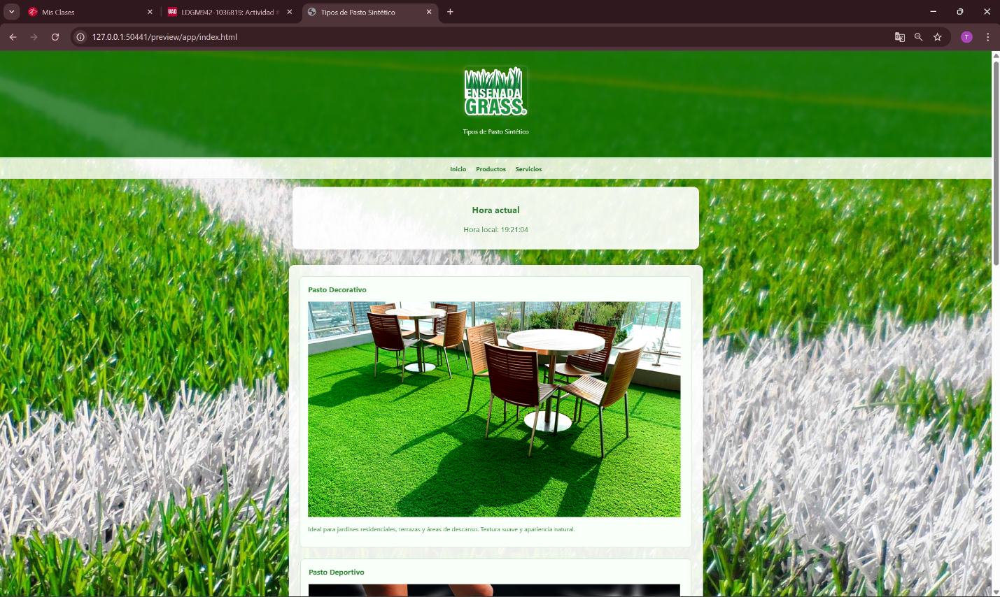 Mis Clases
UAD LDGM942-1036819: Actividad #
Tipos de Pasto Sintético
127.0.0.1:50441/preview/app/index.html
T
ENSENADA
GRASS®
Tipos de Pasto Sintético
Inicio Productos Servicios
Hora actual
Hora local: 19:21:04
Pasto Decorativo
Ideal para jardines residenciales, terrazas y áreas de descanso. Textura suave y apariencia natural.
Pasto Deportivo